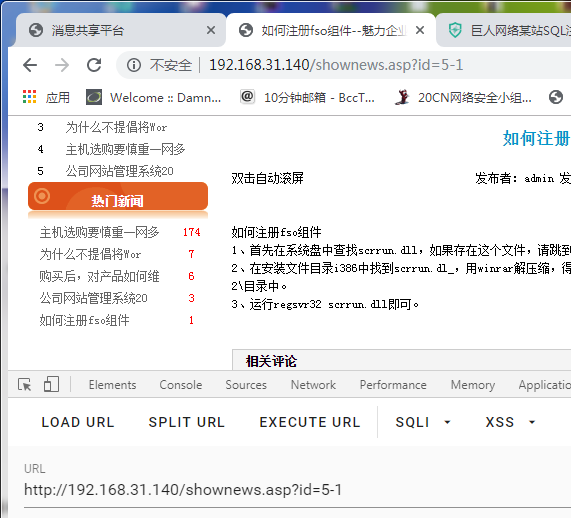 消息共享平台
如何注册fso组件--魅力企业
巨人网络某站SQL注
不安全 | 192.168.31.140/shownews.asp?id=5-1
应用 Welcome :: Damn... 10分钟邮箱 - BccT... 20CN网络安全小组...
3 为什么不提倡将Wor
4 主机选购要慎重一网多
5 公司网站管理系统20
热门新闻
主机选购要慎重一网多 174
为什么不提倡将Wor 7
购买后，对产品如何维 6
公司网站管理系统20 3
如何注册fso组件 1
如何注册
双击自动滚屏 发布者：admin 发
如何注册fso组件
1、首先在系统盘中查找scrrun.dll，如果存在这个文件，请跳到
2、在安装文件目录i386中找到scrrun.dl_，用winrar解压缩，得
2\目录中。
3、运行regsvr32 scrrun.dll即可。
相关评论
Elements Console Sources Network Performance Memory Applicatio
LOAD URL SPLIT URL EXECUTE URL SQLI XSS
URL
http://192.168.31.140/shownews.asp?id=5-1